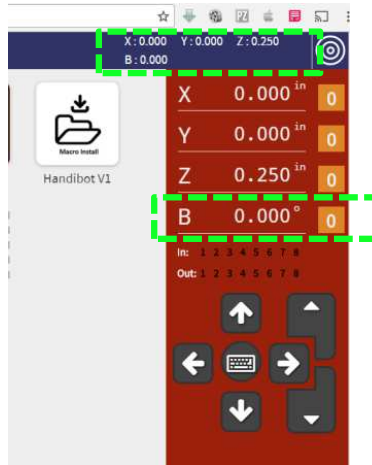 X : 0.000 Y : 0.000 Z : 0.250
B : 0.000
X 0.000 in 0
Y 0.000 in 0
Z 0.250 in 0
B 0.000 ° 0
Macro Install
Handibot V1
In: 1 2 3 4 5 6 7 8
Out: 1 2 3 4 5 6 7 8